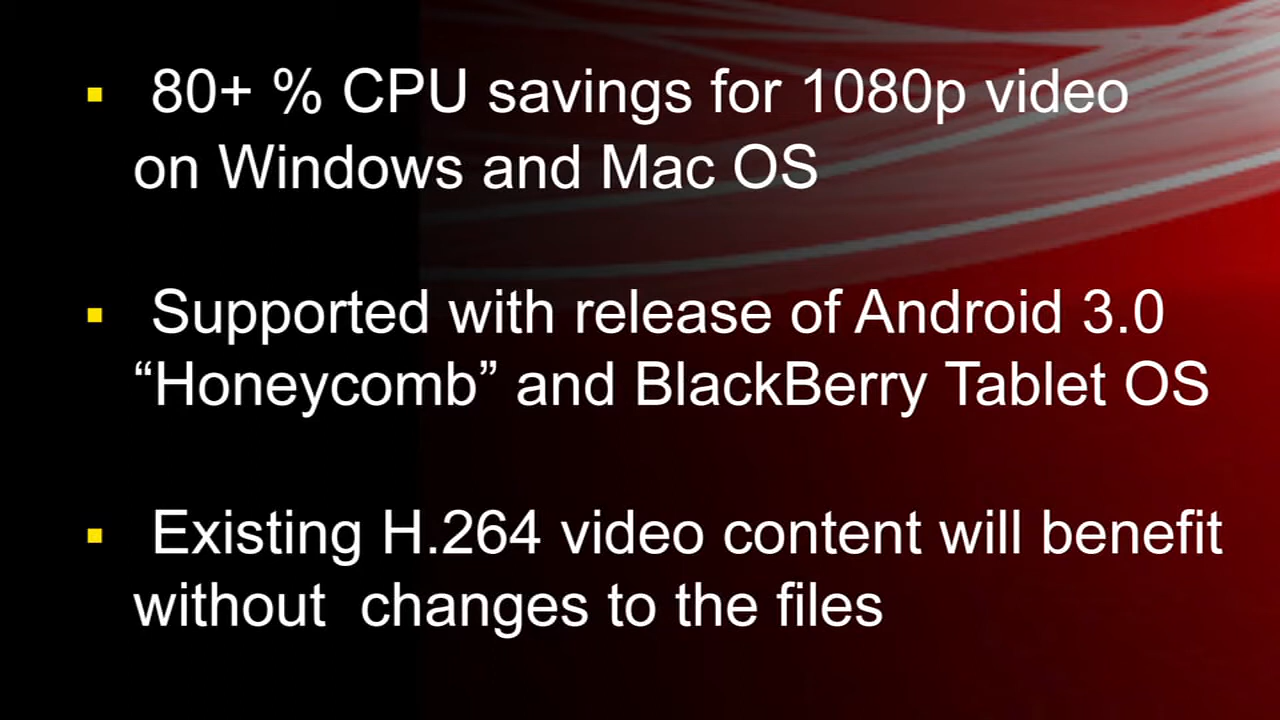 ▪ 80+ % CPU savings for 1080p video
on Windows and Mac OS
▪ Supported with release of Android 3.0
“Honeycomb” and BlackBerry Tablet OS
▪ Existing H.264 video content will benefit
without  changes to the files